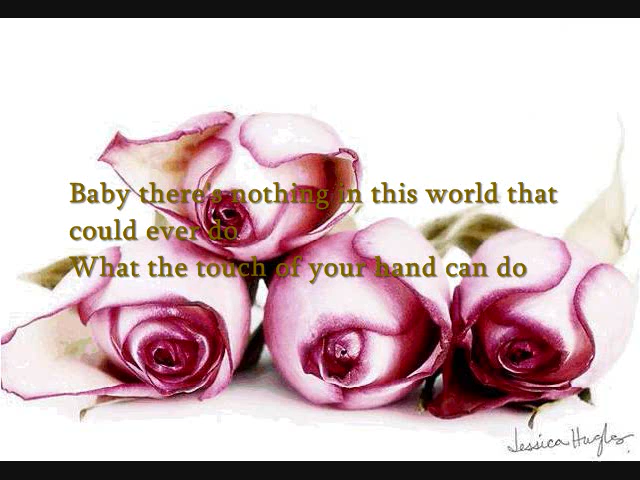 Baby there's nothing in this world that
could ever do
What the touch of your hand can do
Jessica Hughes